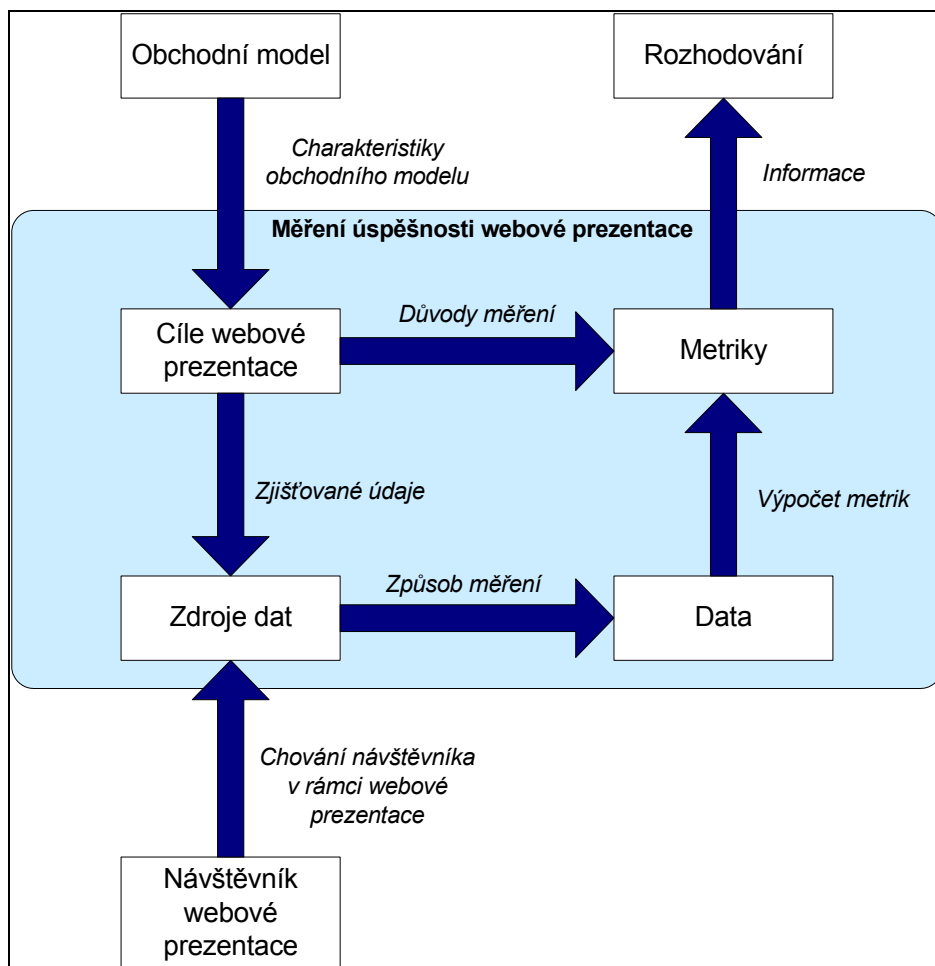 Obchodní model
Rozhodování
Charakteristiky
obchodního modelu
Informace
Měření úspěšnosti webové prezentace
Cíle webové
prezentace
Důvody měření
Metriky
Zjišťované údaje
Výpočet metrik
Zdroje dat
Způsob měření
Data
Chování návštěvníka
v rámci webové
prezentace
Návštěvník
webové
prezentace